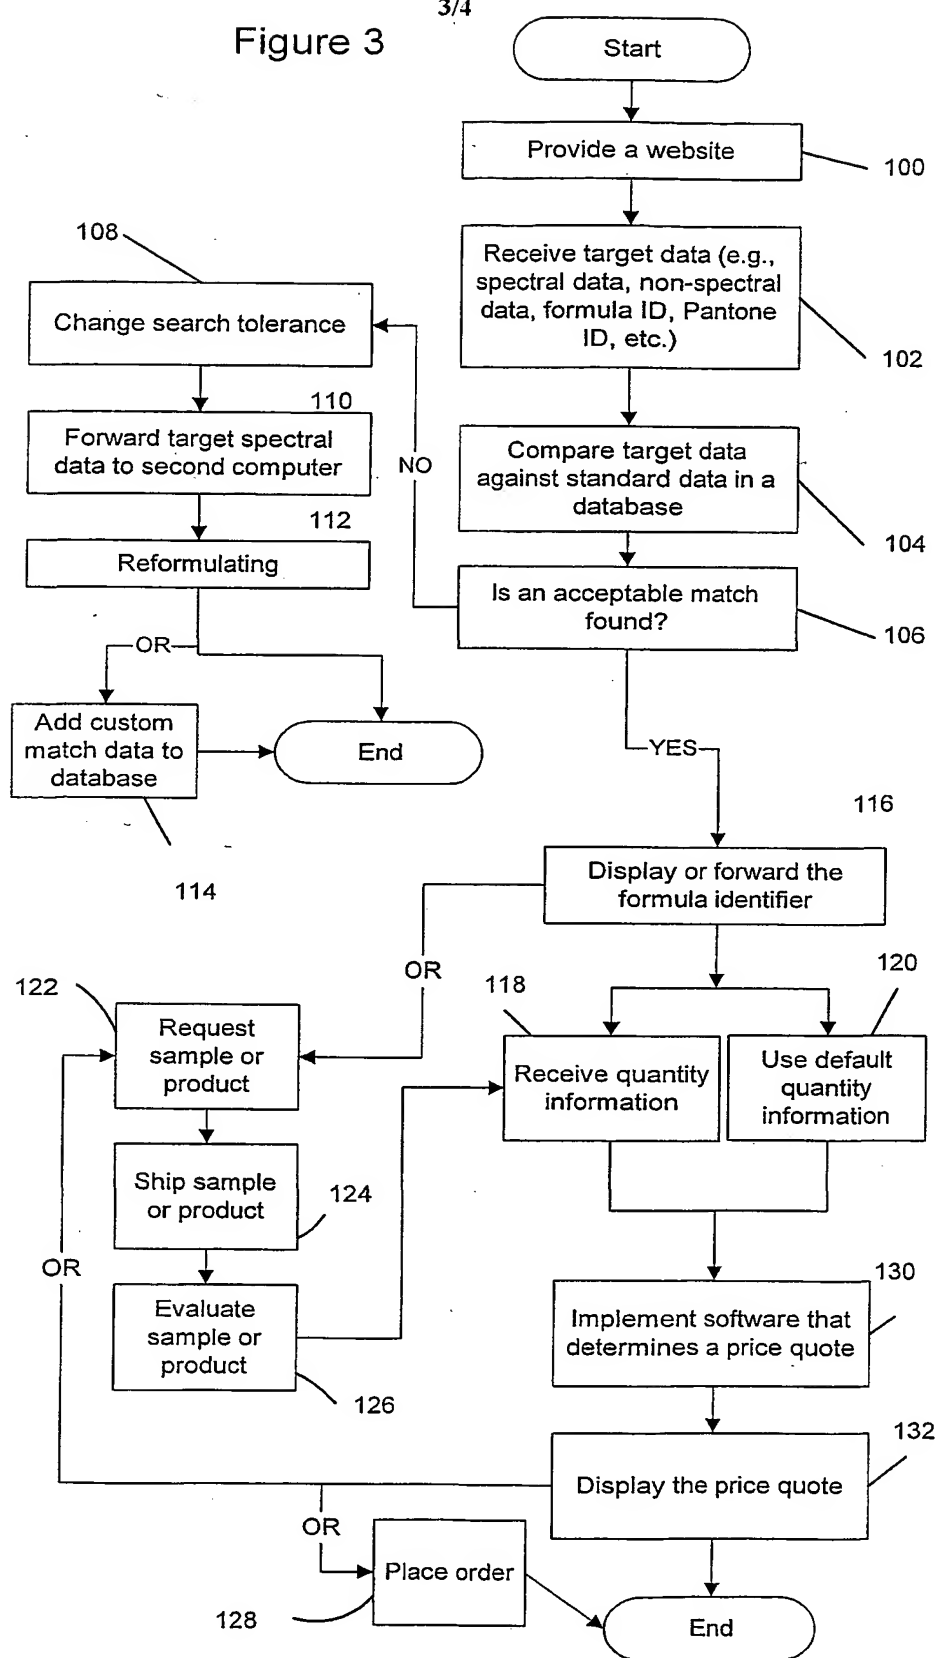 3/4
Figure 3
Start
Provide a website
100
Receive target data (e.g.,
spectral data, non-spectral
data, formula ID, Pantone
ID, etc.)
102
Compare target data
against standard data in a
database
104
Is an acceptable match
found?
106
NO
108
Change search tolerance
110
Forward target spectral
data to second computer
112
Reformulating
OR
Add custom
match data to
database
114
End
YES
116
Display or forward the
formula identifier
OR
118
Receive quantity
information
120
Use default
quantity
information
122
Request
sample or
product
Ship sample
or product
124
Evaluate
sample or
product
126
OR
130
Implement software that
determines a price quote
132
Display the price quote
OR
Place order
128
End